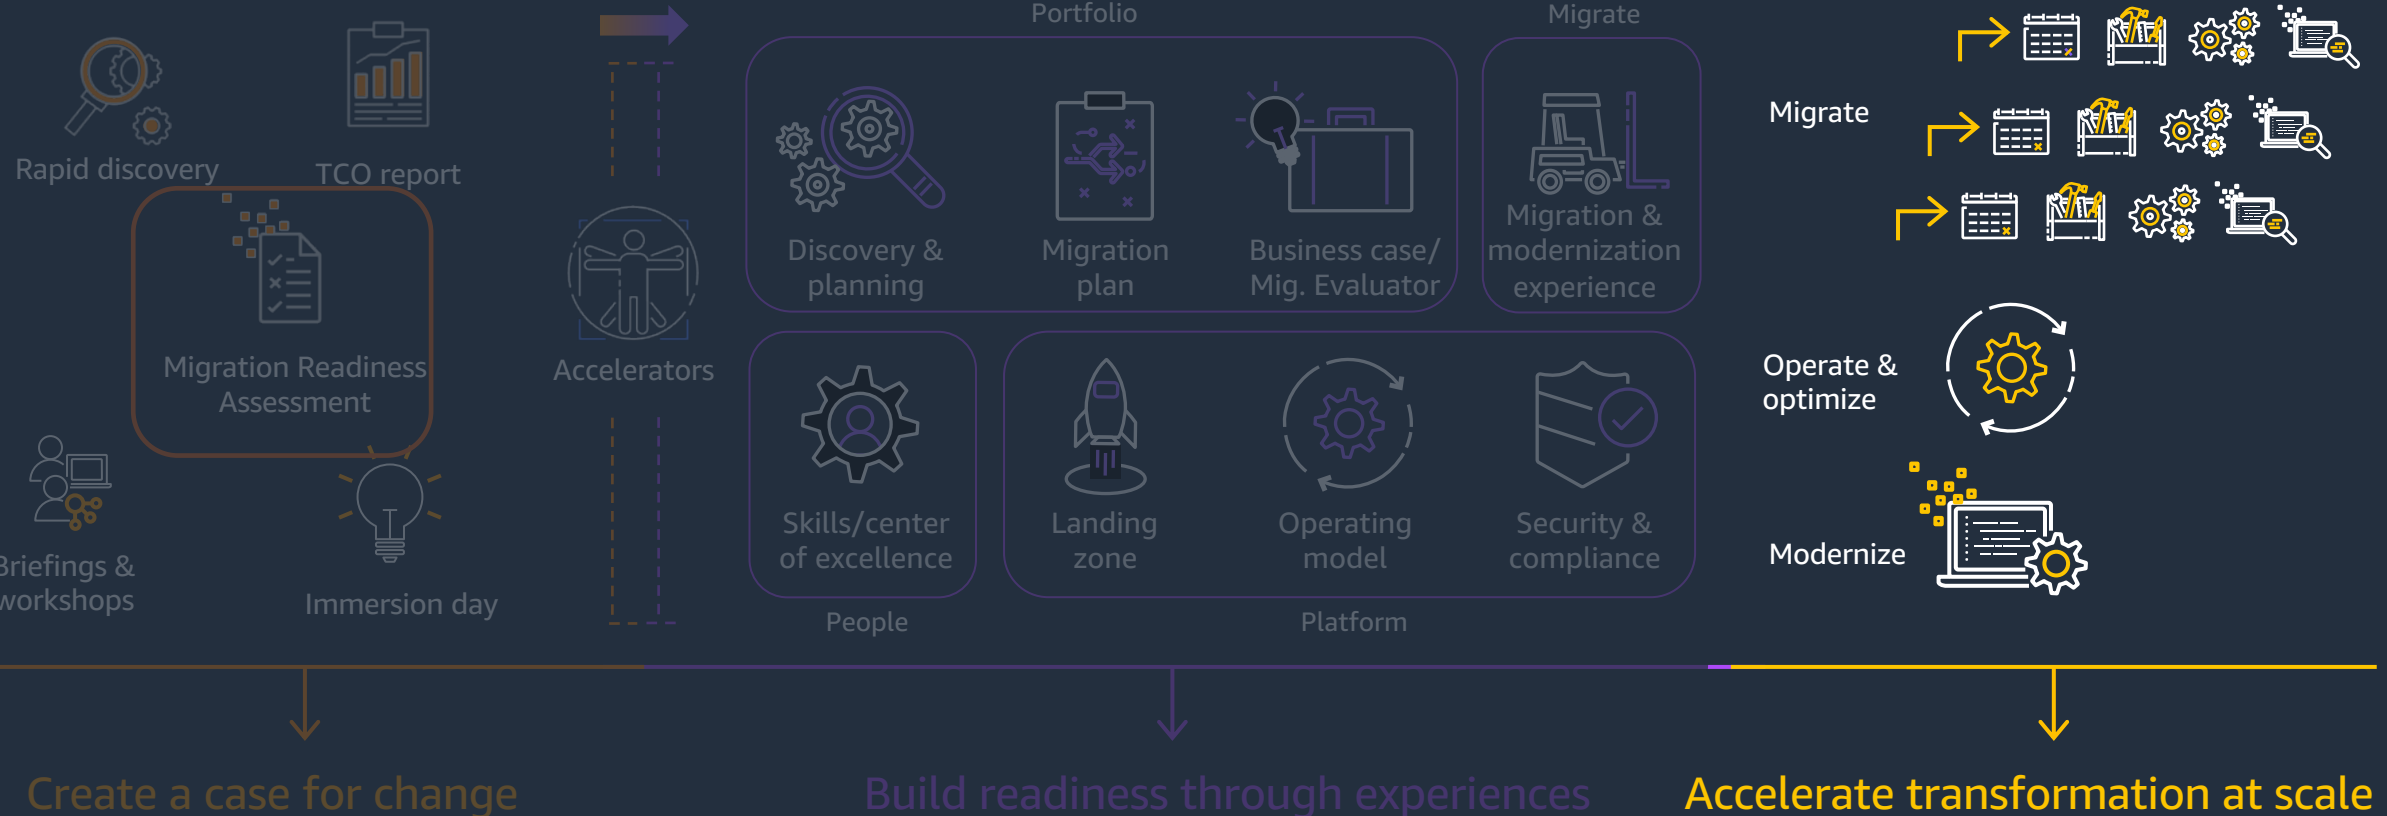 Portfolio
Migrate
Rapid discovery
TCO report
Migration Readiness
Assessment
Briefings &
workshops
Immersion day
Accelerators
Discovery &
planning
Migration
plan
Business case/
Mig. Evaluator
Migration &
modernization
experience
Skills/center
of excellence
Landing
zone
Operating
model
Security &
compliance
People
Platform
Migrate
Operate &
optimize
Modernize
Create a case for change
Build readiness through experiences
Accelerate transformation at scale